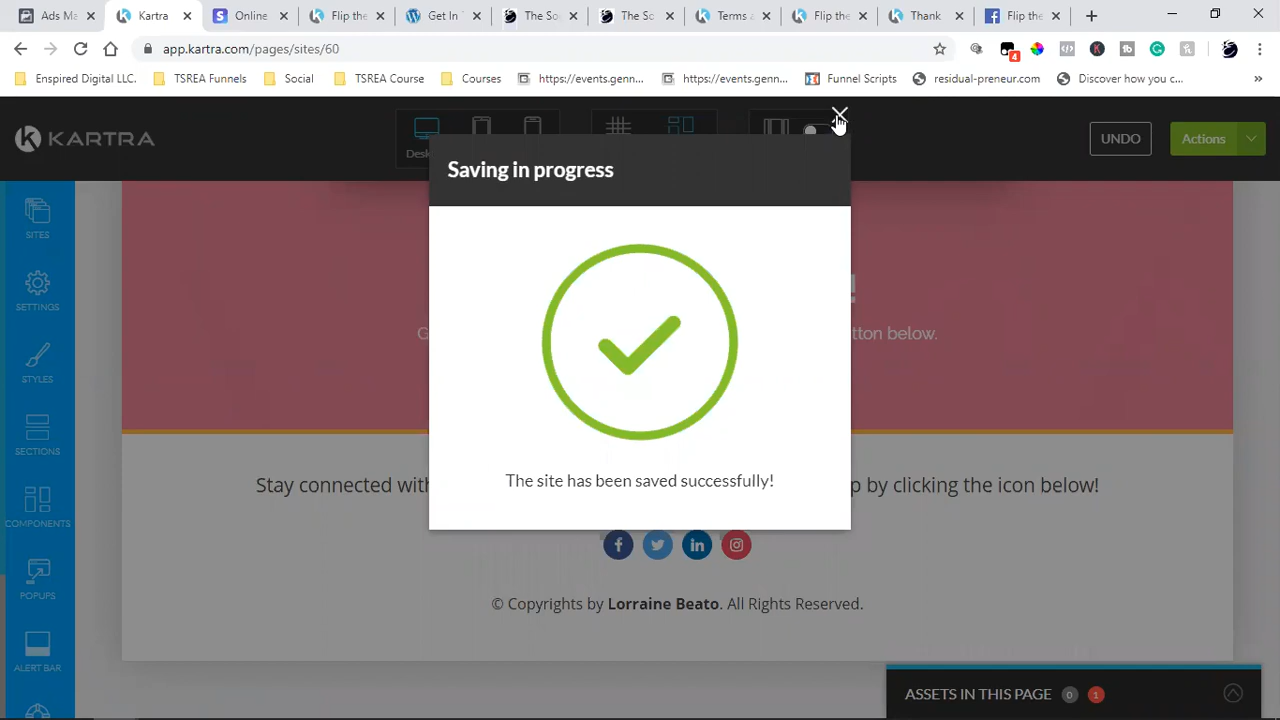 Ads Ma
Kartra
Online
Flip the
Get In
The So
The So
Terms a
Flip the
Thank
Flip the
app.kartra.com/pages/sites/60
4
Enspired Digital LLC.
TSREA Funnels
Social
TSREA Course
Courses
https://events.genn...
https://events.genn...
Funnel Scripts
residual-preneur.com
Discover how you c...
»
KARTRA
Desk
UNDO
Actions
Saving in progress
SITES
SETTINGS
STYLES
SECTIONS
COMPONENTS
POPUPS
ALERT BAR
G
!
tton below.
The site has been saved successfully!
Stay connected with
p by clicking the icon below!
© Copyrights by Lorraine Beato. All Rights Reserved.
ASSETS IN THIS PAGE 0 1